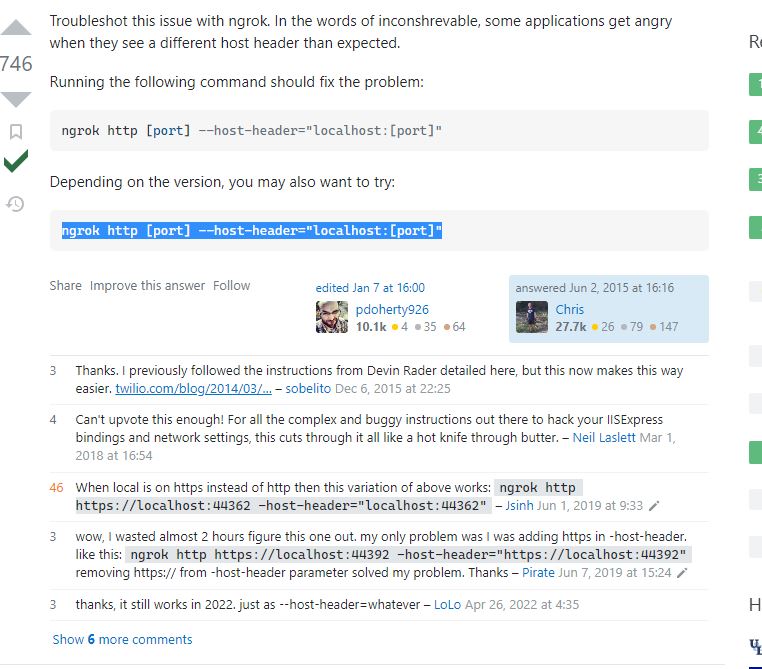 Troubleshot this issue with ngrok. In the words of inconshrevable, some applications get angry
when they see a different host header than expected.
746
Running the following command should fix the problem:
ngrok http [port] --host-header="localhost:[port]"
Depending on the version, you may also want to try:
ngrok http [port] --host-header="localhost:[port]"
Share Improve this answer Follow
edited Jan 7 at 16:00
pdoherty926
10.1k 4 35 64
answered Jun 2, 2015 at 16:16
Chris
27.7k 26 79 147
3 Thanks. I previously followed the instructions from Devin Rader detailed here, but this now makes this way
easier. twilio.com/blog/2014/03/… – sobelito Dec 6, 2015 at 22:25
4 Can't upvote this enough! For all the complex and buggy instructions out there to hack your IISExpress
bindings and network settings, this cuts through it all like a hot knife through butter. – Neil Laslett Mar 1,
2018 at 16:54
46 When local is on https instead of http then this variation of above works: ngrok http
https://localhost:44362 -host-header="localhost:44362" – Jsinh Jun 1, 2019 at 9:33
3 wow, I wasted almost 2 hours figure this one out. my only problem was I was adding https in -host-header.
like this: ngrok http https://localhost:44392 -host-header="https://localhost:44392"
removing https:// from -host-header parameter solved my problem. Thanks – Pirate Jun 7, 2019 at 15:24
3 thanks, it still works in 2022. just as --host-header=whatever – LoLo Apr 26, 2022 at 4:35
Show 6 more comments